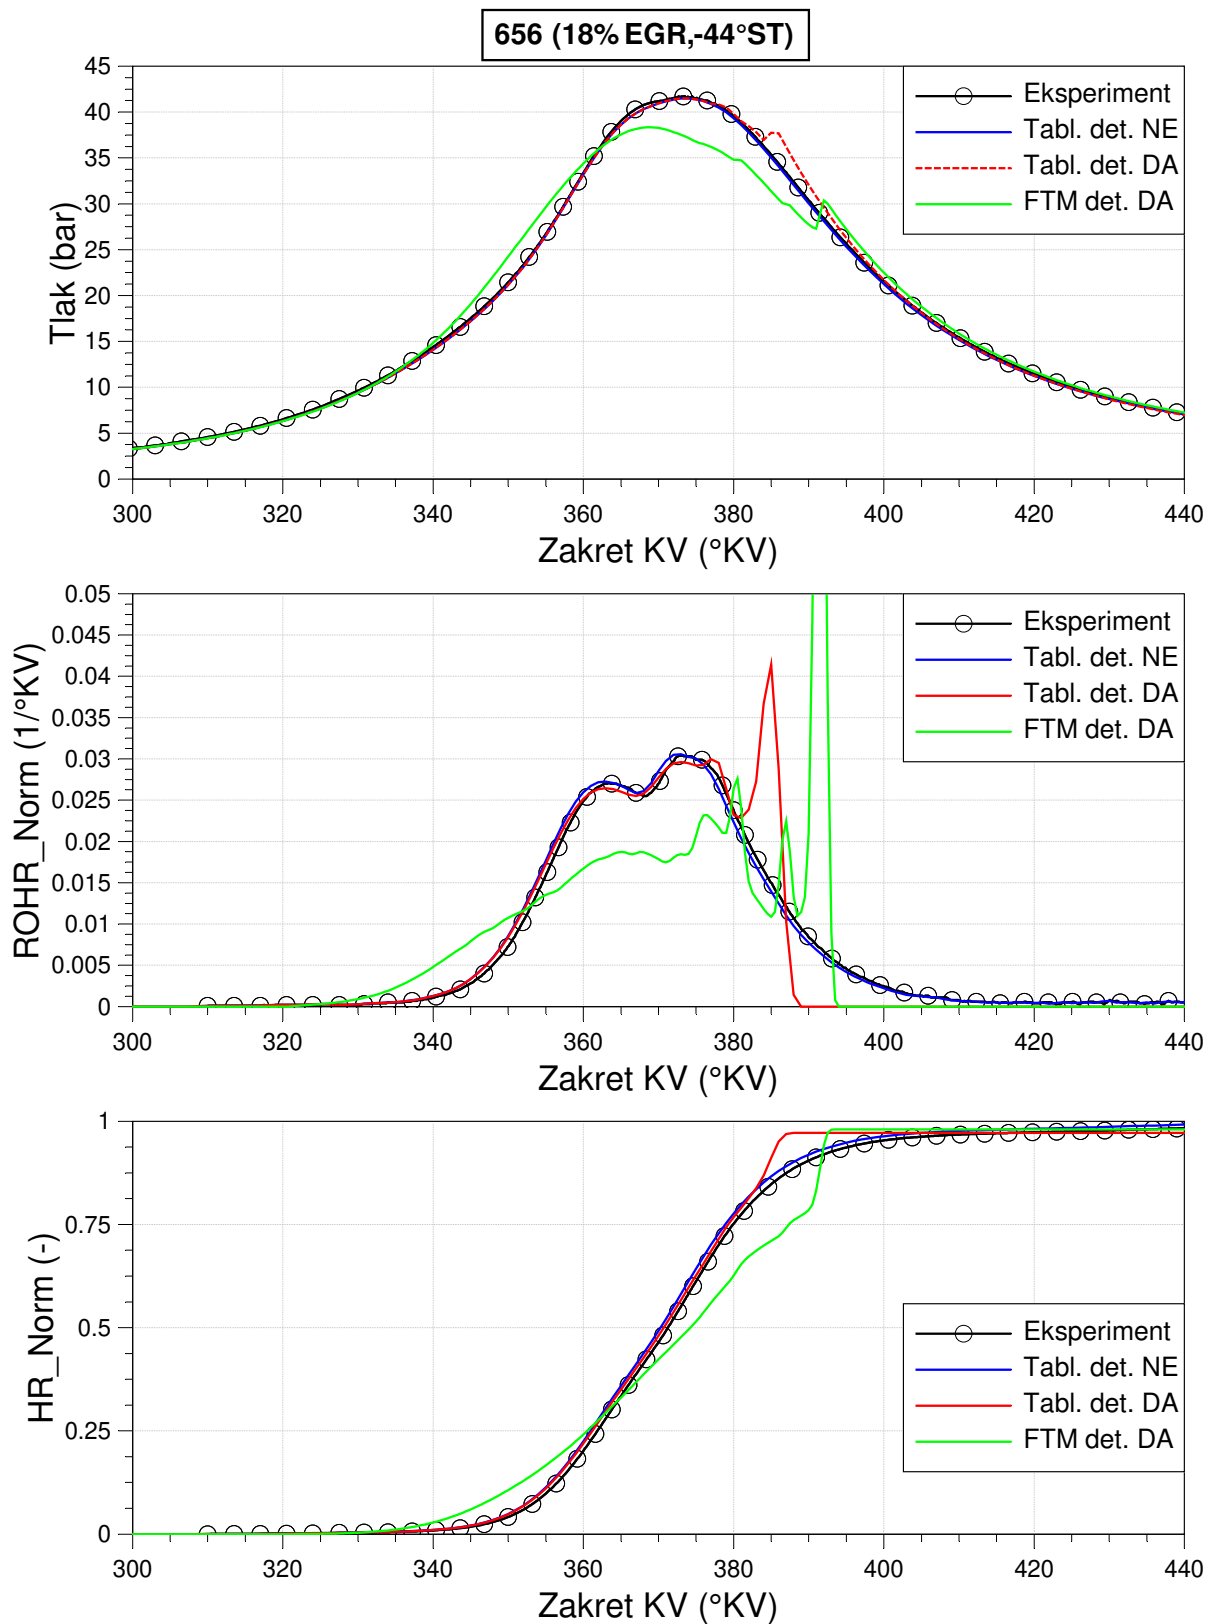 656 (18% EGR,-44°ST)
45
40
35
30
25
20
15
10
5
0
Tlak (bar)
Eksperiment
Tabl. det. NE
Tabl. det. DA
FTM det. DA
300 320 340 360 380 400 420 440
Zakret KV (°KV)
0.05
0.045
0.04
0.035
0.03
0.025
0.02
0.015
0.01
0.005
0
ROHR_Norm (1/°KV)
Eksperiment
Tabl. det. NE
Tabl. det. DA
FTM det. DA
300 320 340 360 380 400 420 440
Zakret KV (°KV)
1
0.75
0.5
0.25
0
HR_Norm (-)
Eksperiment
Tabl. det. NE
Tabl. det. DA
FTM det. DA
300 320 340 360 380 400 420 440
Zakret KV (°KV)